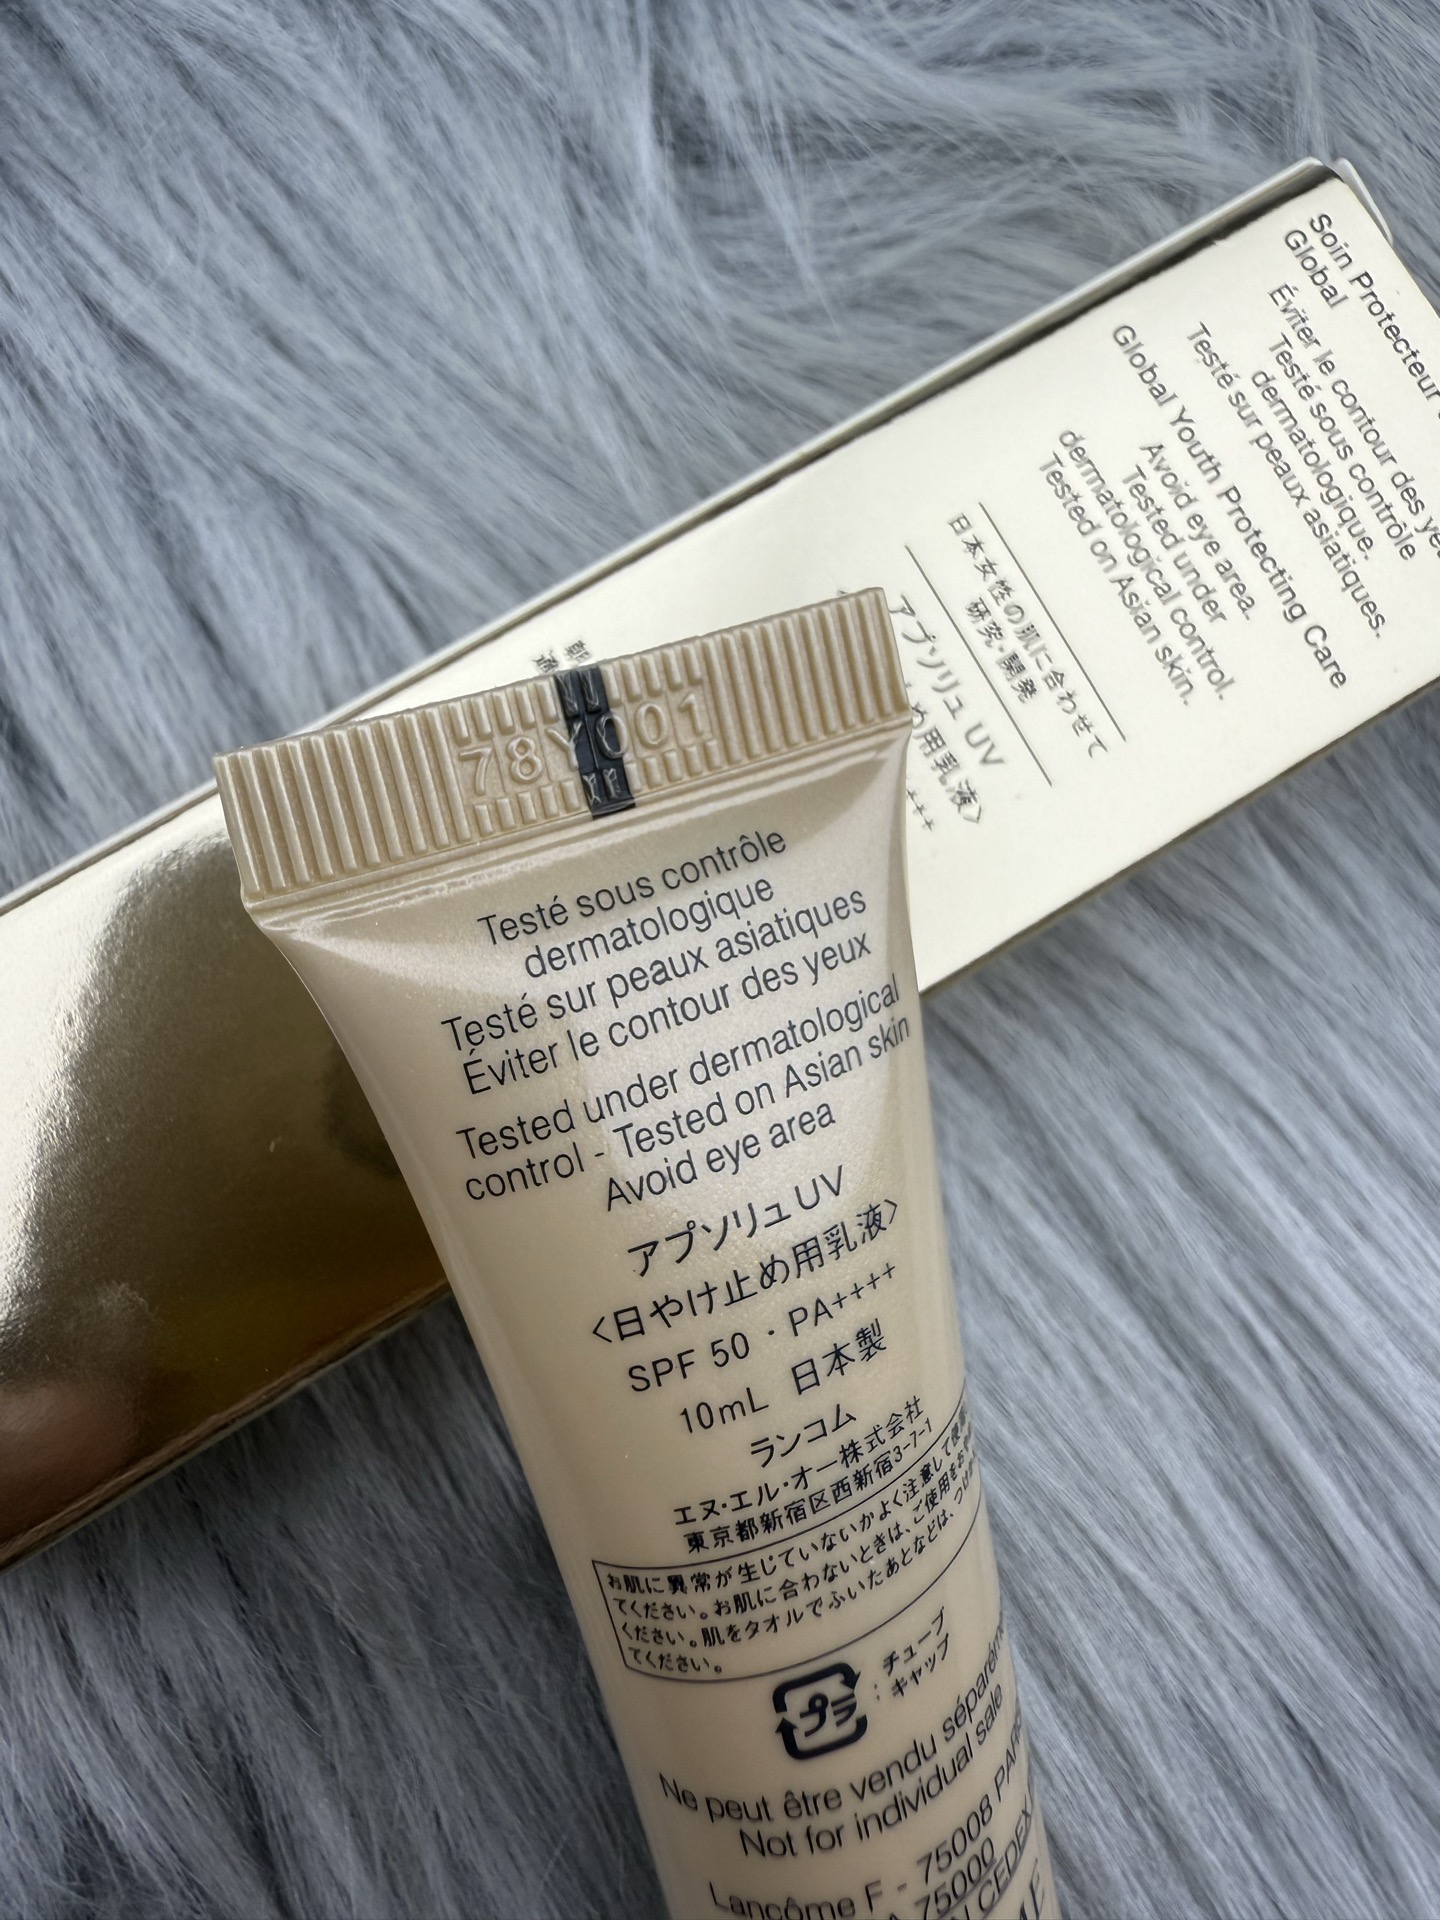 78Y001
Testé sous contrôle
dermatologique
Testé sur peaux asiatiques
Éviter le contour des yeux
Tested under dermatological
control - Tested on Asian skin
Avoid eye area
アプソリュ UV
〈日やけ止め用乳液〉
SPF 50・PA++++
10mL 日本製
ランコム
エヌ・エル・オー株式会社
東京都新宿区西新宿3-7-1
お肌に異常が生じていないかよく注意して使用
てください。お肌に合わないときは、ご使用をお
ください。肌をタオルでふいたあとなどは、
てください。
プラ
：チューブ
キャップ
Ne peut être vendu
Not for individual sale
Lancôme F - 75008
75000
CEDEX
Soin Protecteur
Global
Éviter le contour des
Testé sous contrôle
dermatologique.
Testé sur peaux asiatiques.
Global Youth Protecting Care
Avoid eye area.
Tested under
dermatological control.
Tested on Asian skin.
日本女性の肌に合わせて
研究・開発
アプソリュ UV
め用乳液〉